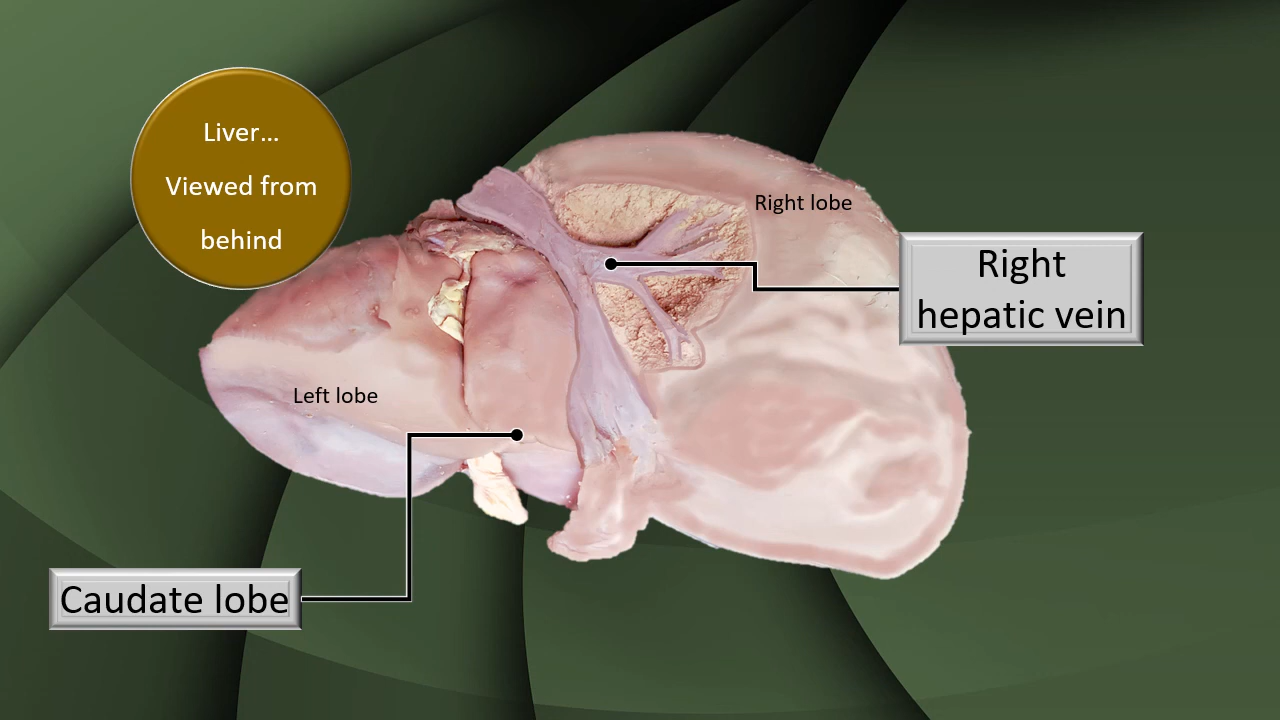 Liver...
Viewed from
behind
Right lobe
Right
hepatic vein
Left lobe
Caudate lobe